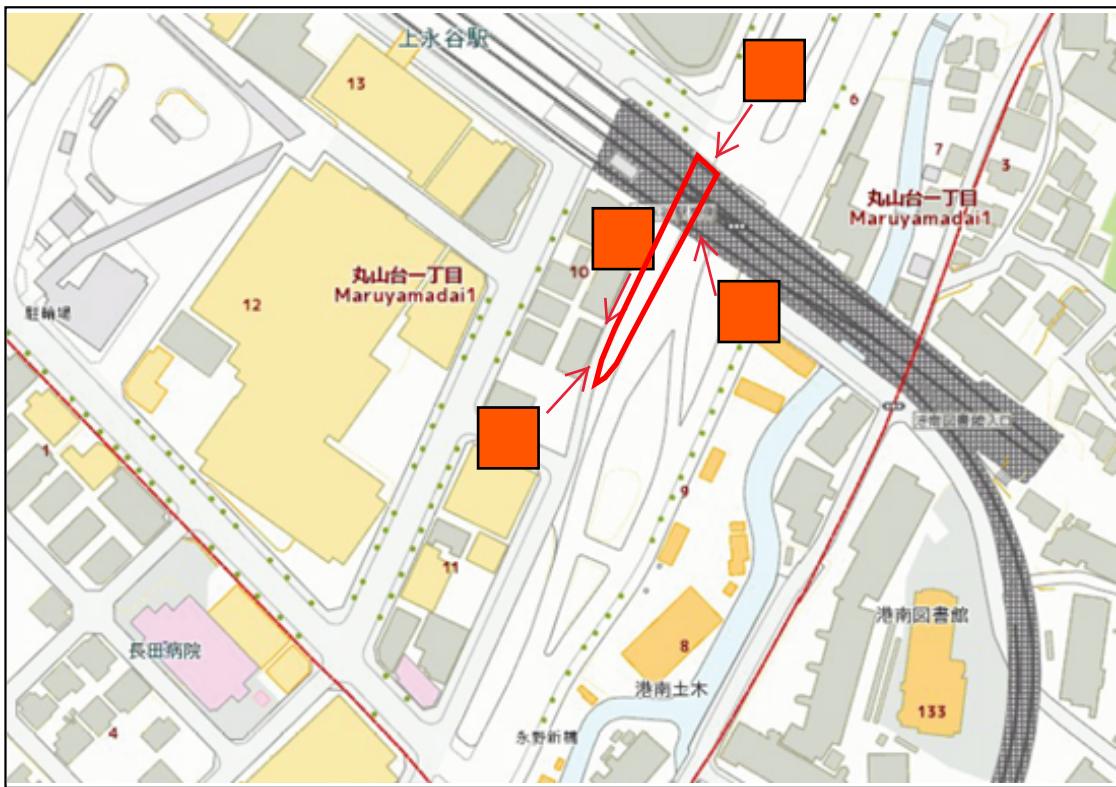 上永谷駅
13
6
7
3
丸山台一丁目
Maruyamadai1
10
丸山台一丁目
Maruyamadai1
12
駐輪場
港南図書館入口
1
9
11
港南図書館
長田病院
8
港南土木
133
4
永野新橋